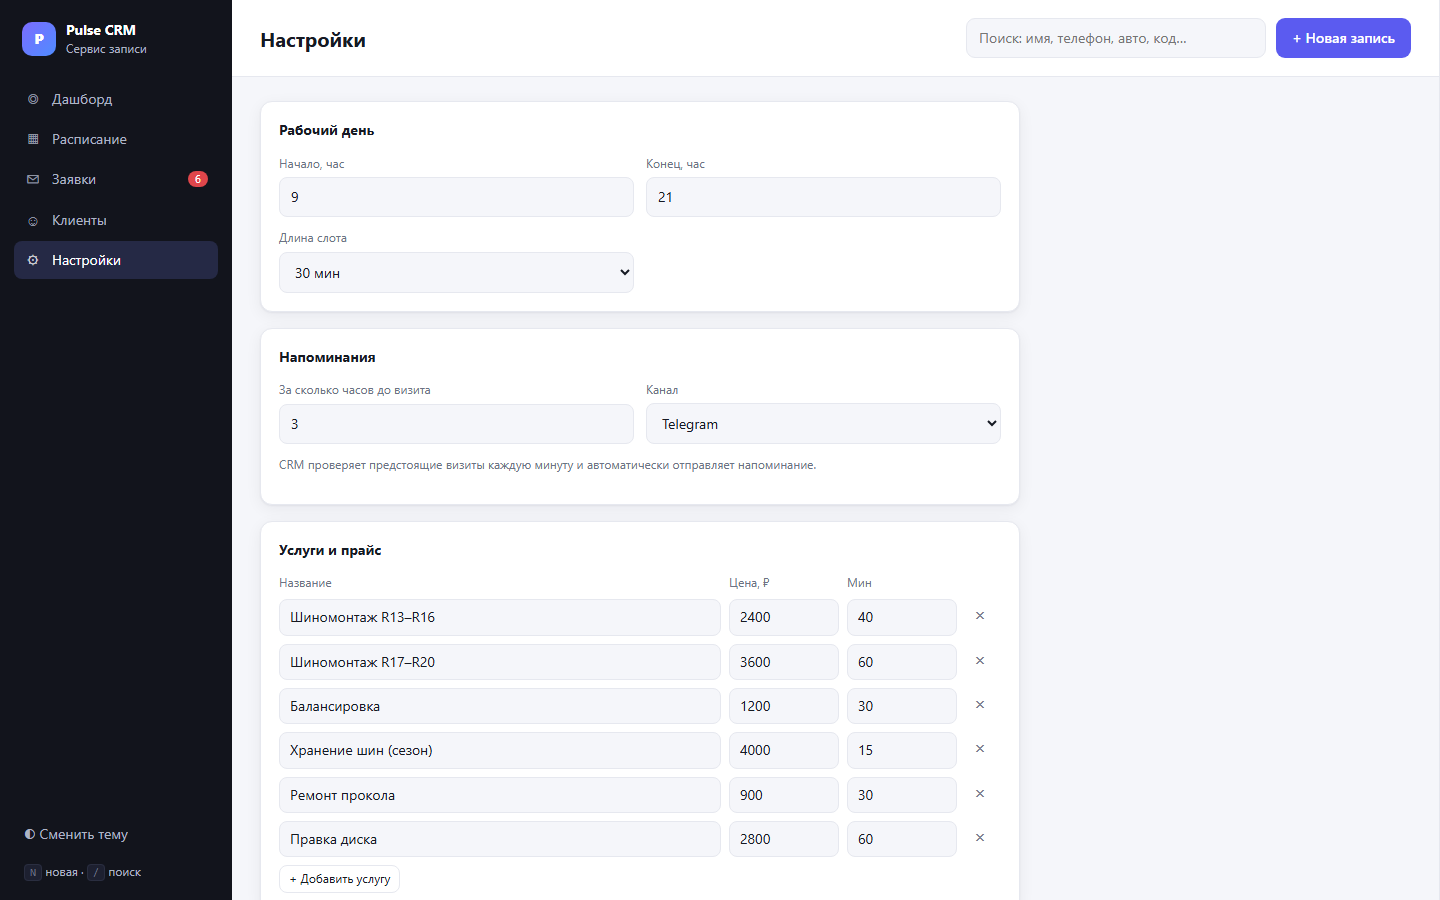 P
Pulse CRM
Сервис записи
Дашборд
Расписание
Заявки 6
Клиенты
Настройки
Сменить тему
N новая · / поиск
Настройки
Поиск: имя, телефон, авто, код...
+ Новая запись
Рабочий день
Начало, час Конец, час
9 21
Длина слота
30 мин
Напоминания
За сколько часов до визита Канал
3 Telegram
CRM проверяет предстоящие визиты каждую минуту и автоматически отправляет напоминание.
Услуги и прайс
Название Цена, ₽ Мин
Шиномонтаж R13–R16 2400 40 ×
Шиномонтаж R17–R20 3600 60 ×
Балансировка 1200 30 ×
Хранение шин (сезон) 4000 15 ×
Ремонт прокола 900 30 ×
Правка диска 2800 60 ×
+ Добавить услугу